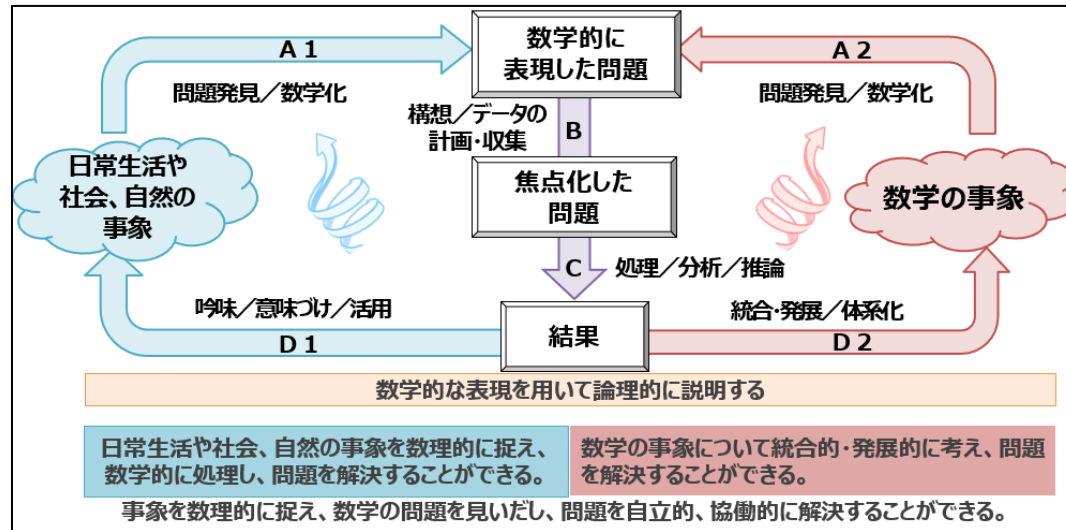 A1
数学的に
表現した問題
A2
問題発見／数学化
問題発見／数学化
構想／データの
計画・収集
B
日常生活や
社会、自然の
事象
焦点化した
問題
数学の事象
C
処理／分析／推論
吟味／意味づけ／活用
統合・発展／体系化
結果
D1
D2
数学的な表現を用いて論理的に説明する
日常生活や社会、自然の事象を数理的に捉え、
数学的に処理し、問題を解決することができる。
数学の事象について統合的・発展的に考え、問題
を解決することができる。
事象を数理的に捉え、数学の問題を見いだし、問題を自立的、協働的に解決することができる。